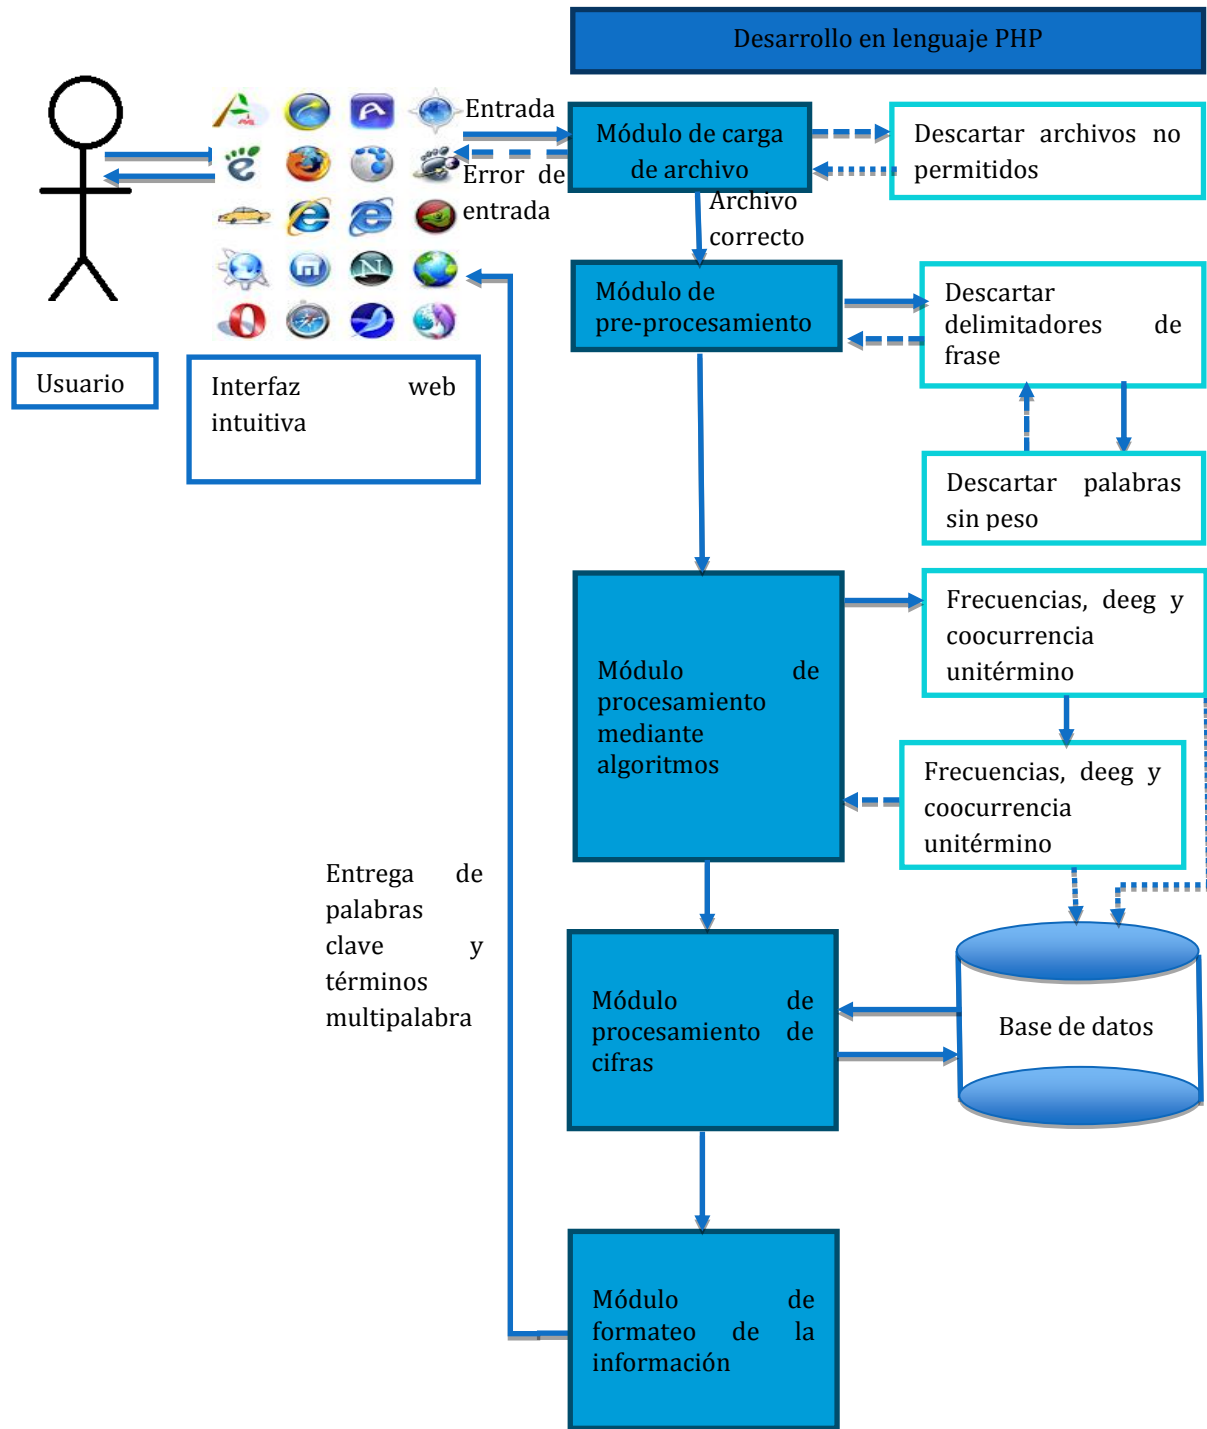 Desarrollo en lenguaje PHP
Entrada
Error de
entrada
Módulo de carga
de archivo
Descartar archivos no
permitidos
Archivo
correcto
Módulo de
pre-procesamiento
Descartar
delimitadores de
frase
Usuario
Interfaz web
intuitiva
Descartar palabras
sin peso
Frecuencias, deeg y
coocurrencia
unitérmino
Módulo de
procesamiento
mediante
algoritmos
Frecuencias, deeg y
coocurrencia
unitérmino
Entrega de
palabras
clave y
términos
multipalabra
Módulo de
procesamiento de
cifras
Base de datos
Módulo de
formateo de la
información